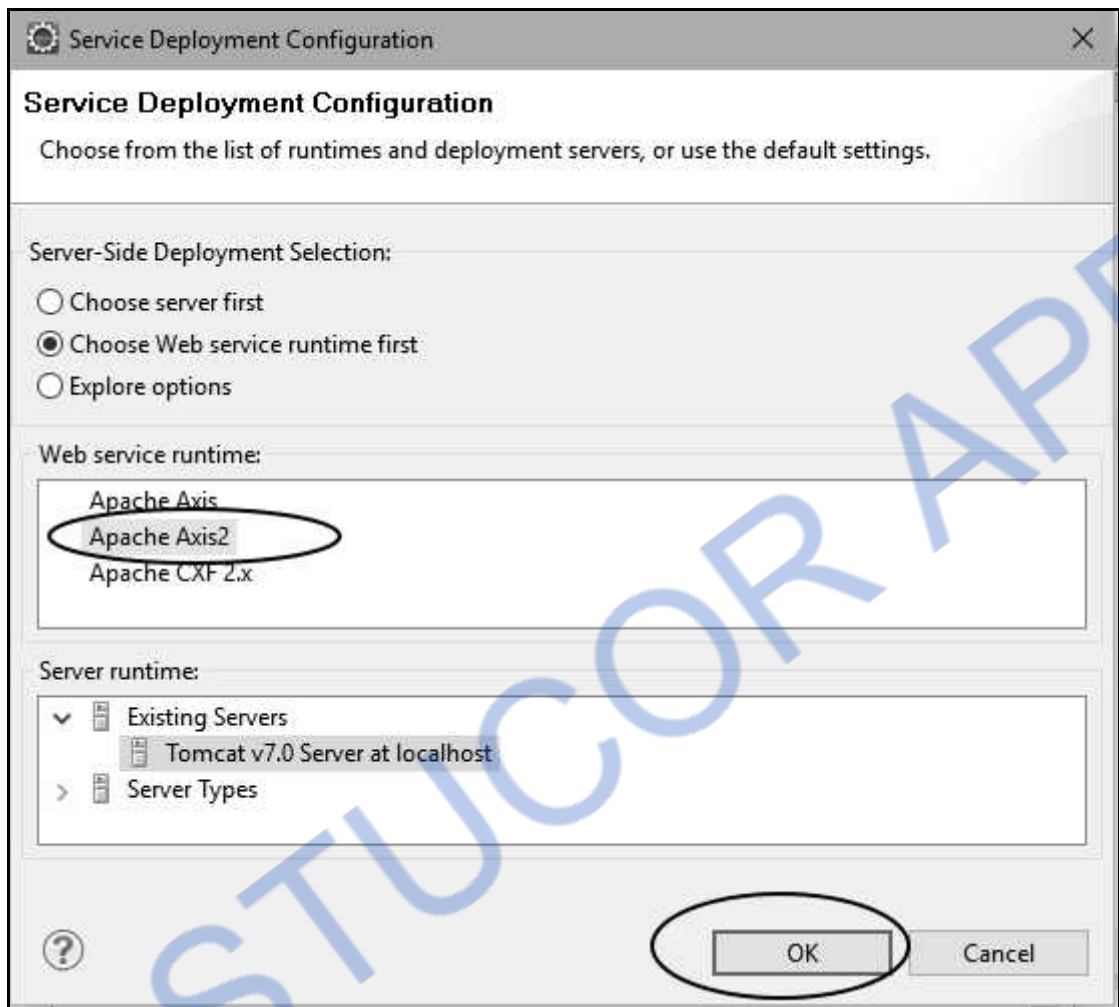 Service Deployment Configuration
Service Deployment Configuration
Choose from the list of runtimes and deployment servers, or use the default settings.
Server-Side Deployment Selection:
Choose server first
Choose Web service runtime first
Explore options
Web service runtime:
Apache Axis
Apache Axis2
Apache CXF 2.x
Server runtime:
Existing Servers
Tomcat v7.0 Server at localhost
Server Types
?
OK
Cancel
STUCOR AP